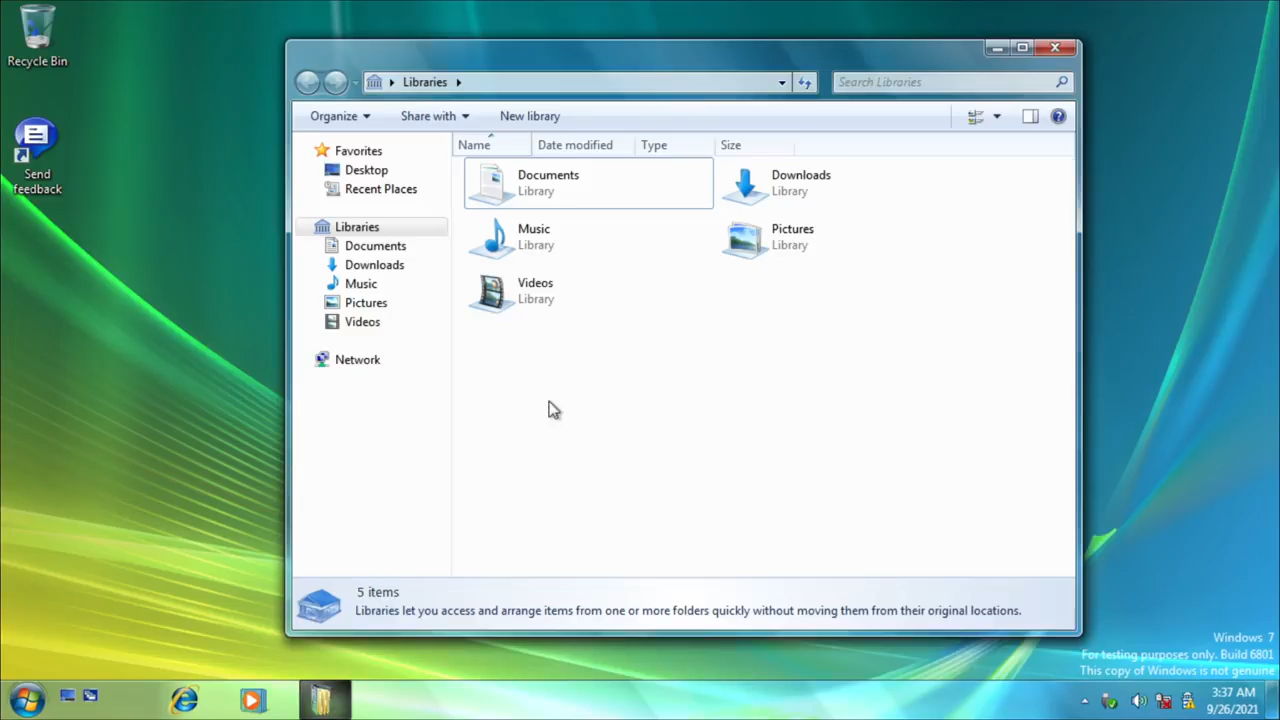 Recycle Bin
Send
feedback
Libraries
Search Libraries
Organize
Share with
New library
Favorites
Desktop
Recent Places
Libraries
Documents
Downloads
Music
Pictures
Videos
Network
Name
Date modified
Type
Size
Documents
Library
Downloads
Library
Music
Library
Pictures
Library
Videos
Library
5 items
Libraries let you access and arrange items from one or more folders quickly without moving them from their original locations.
Windows 7
For testing purposes only. Build 6801
This copy of Windows is not genuine
3:37 AM
9/26/2021